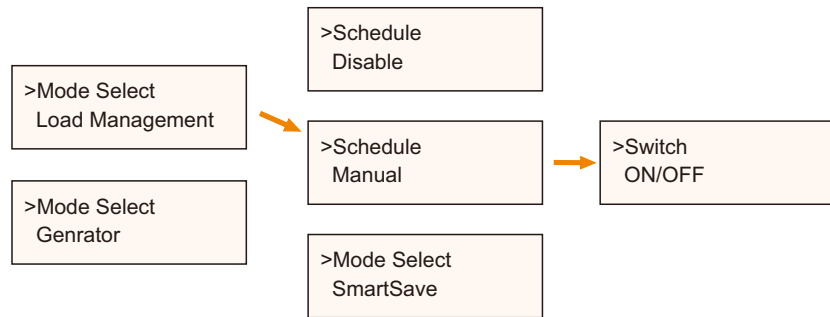 >Mode Select
Load Management
>Mode Select
Genrator
>Schedule
Disable
>Schedule
Manual
>Mode Select
SmartSave
>Switch
ON/OFF